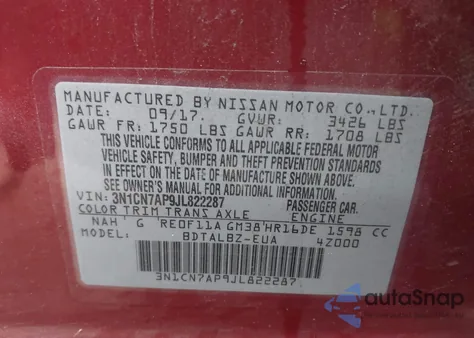 MANUFACTURED BY NISSAN MOTOR CO.,LTD.
DATE: 09/17. GVWR: 3426 LBS
GAWR FR: 1750 LBS GAWR RR: 1708 LBS
THIS VEHICLE CONFORMS TO ALL APPLICABLE FEDERAL MOTOR
VEHICLE SAFETY, BUMPER AND THEFT PREVENTION STANDARDS
IN EFFECT ON THE DATE OF MANUFACTURE SHOWN ABOVE.
SEE OWNER'S MANUAL FOR ADDITIONAL INFORMATION.
VIN: 3N1CN7AP9JL822287 PASSENGER CAR
COLOR TRIM TRANS AXLE ENGINE
NAH G RE0F11A GM38 HR16DE 1598 CC
BDTALBZ-EUA 4Z000
3N1CN7AP9JL822287
autoSnap